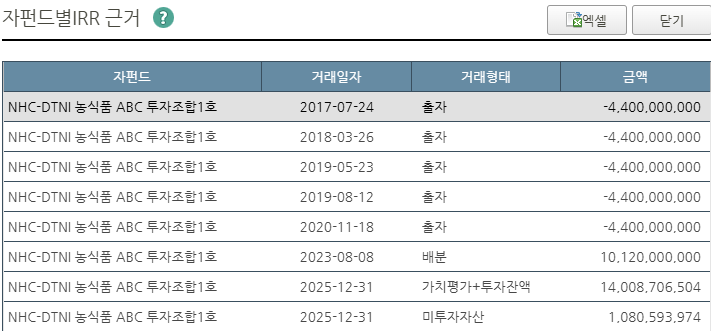 자펀드별IRR 근거 ?
엑셀 닫기
자펀드 거래일자 거래형태 금액
NHC-DTNI 농식품 ABC 투자조합1호 2017-07-24 출자 -4,400,000,000
NHC-DTNI 농식품 ABC 투자조합1호 2018-03-26 출자 -4,400,000,000
NHC-DTNI 농식품 ABC 투자조합1호 2019-05-23 출자 -4,400,000,000
NHC-DTNI 농식품 ABC 투자조합1호 2019-08-12 출자 -4,400,000,000
NHC-DTNI 농식품 ABC 투자조합1호 2020-11-18 출자 -4,400,000,000
NHC-DTNI 농식품 ABC 투자조합1호 2023-08-08 배분 10,120,000,000
NHC-DTNI 농식품 ABC 투자조합1호 2025-12-31 가치평가+투자잔액 14,008,706,504
NHC-DTNI 농식품 ABC 투자조합1호 2025-12-31 미투자자산 1,080,593,974